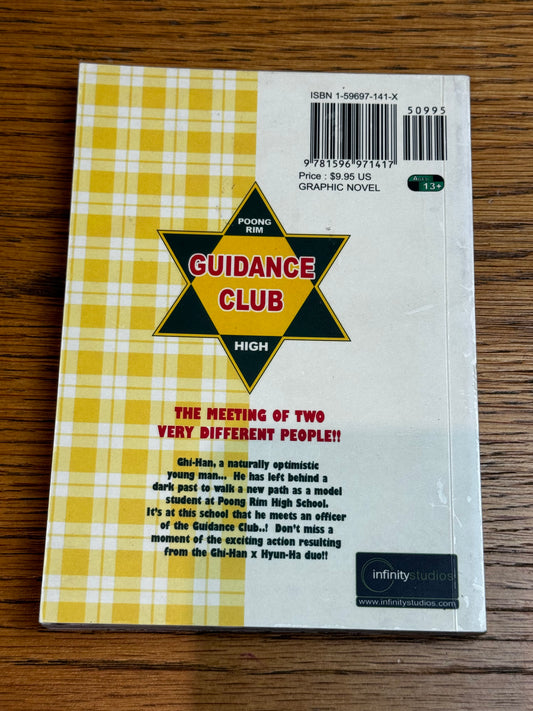 ISBN 1-59697-141-X
50995
9 781596 971417
Price : $9.95 US
GRAPHIC NOVEL
13+
POONG
RIM
GUIDANCE
CLUB
HIGH
THE MEETING OF TWO
VERY DIFFERENT PEOPLE!!
Ghi-Han, a naturally optimistic
young man... He has left behind a
dark past to walk a new path as a model
student at Poong Rim High School.
It's at this school that he meets an officer
of the Guidance Club..! Don't miss a
moment of the exciting action resulting
from the Ghi-Han x Hyun-Ha duo!!
infinitystudios
www.infinitystudios.com